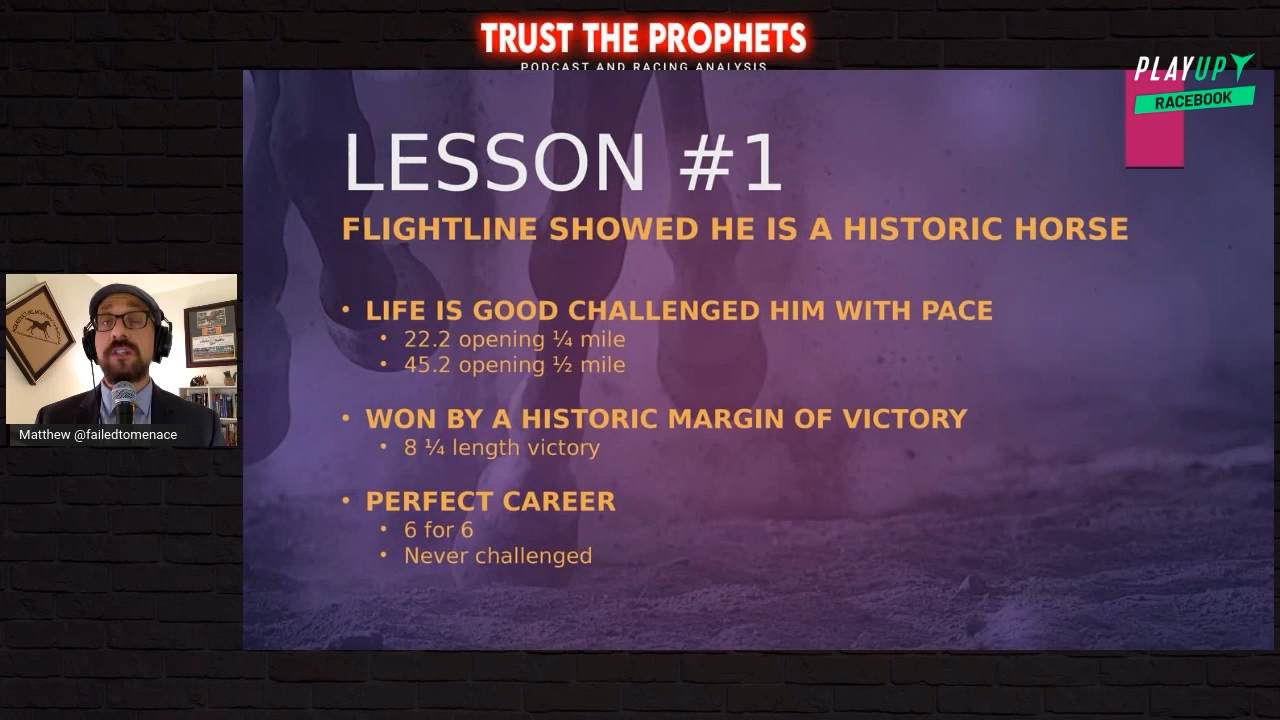 TRUST THE PROPHETS
PODCAST AND RACING ANALYSIS
PLAYUP
RACEBOOK
LESSON #1
FLIGHTLINE SHOWED HE IS A HISTORIC HORSE
• LIFE IS GOOD CHALLENGED HIM WITH PACE
• 22.2 opening ¼ mile
• 45.2 opening ½ mile
• WON BY A HISTORIC MARGIN OF VICTORY
• 8 ¼ length victory
• PERFECT CAREER
• 6 for 6
• Never challenged
Matthew @failedtomenace